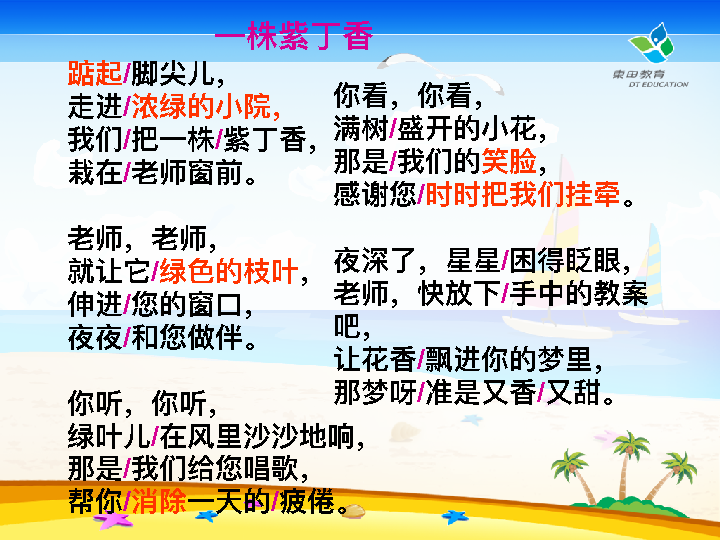 一株紫丁香
踮起/脚尖儿，
走进/浓绿的小院，
我们/把一株/紫丁香，
栽在/老师窗前。
老师，老师，
就让它/绿色的枝叶，
伸进/您的窗口，
夜夜/和您做伴。
你听，你听，
绿叶儿/在风里沙沙地响，
那是/我们给您唱歌，
帮你/消除一天的/疲倦。
你看，你看，
满树/盛开的小花，
那是/我们的笑脸，
感谢您/时时把我们挂牵。
夜深了，星星/困得眨眼，
老师，快放下/手中的教案
吧，
让花香/飘进你的梦里，
那梦呀/准是又香/又甜。
東田教育
DT EDUCATION